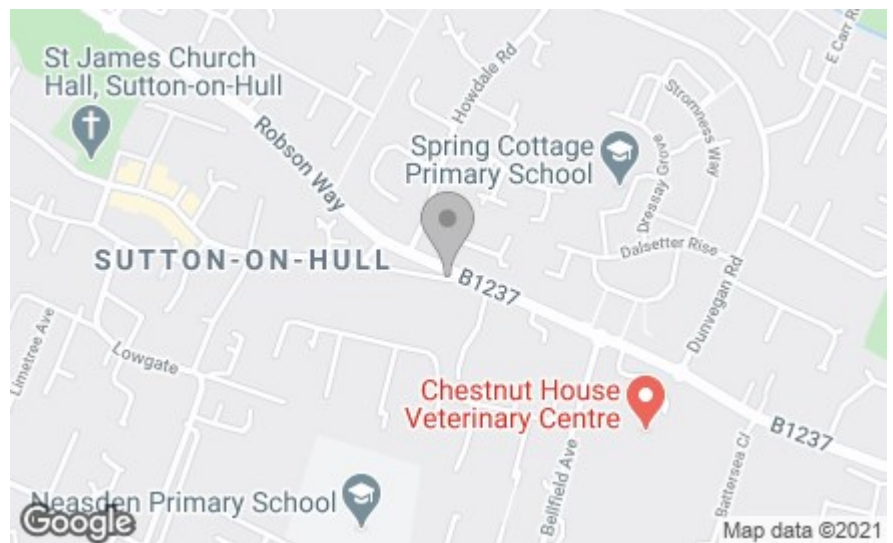 St James Church
Hall, Sutton-on-Hull
Howdale Rd
E Carr Rd
Stromness Way
Robson Way
Spring Cottage
Primary School
Dressay Grove
Dalsetter Rise
SUTTON-ON-HULL
B1237
Dunvegan Rd
Limetree Ave
Lowgate
Chestnut House
Veterinary Centre
B1237
Battersea Cl
Bellfield Ave
Neasden Primary School
Google
Map data ©2021